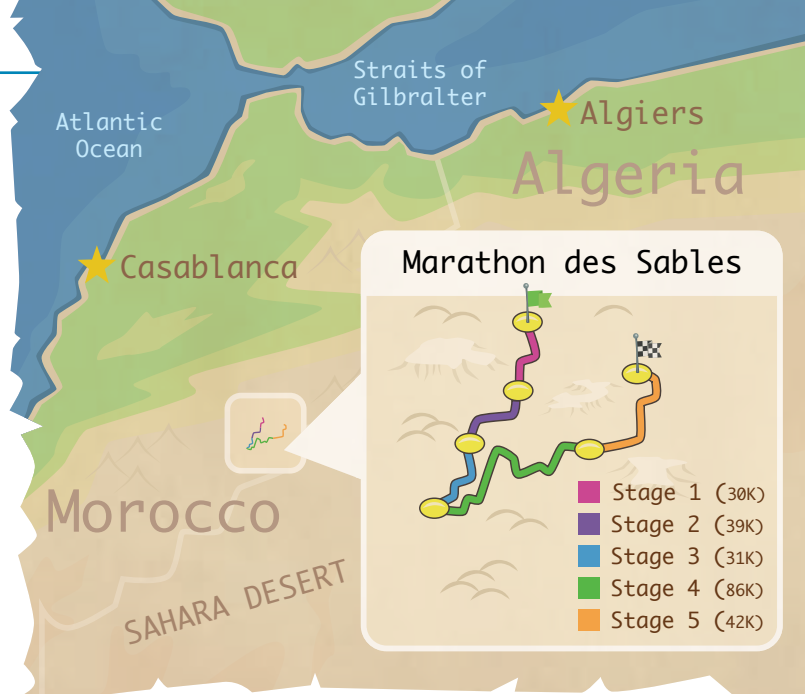 Straits of
Gilbralter
Atlantic
Ocean
Algiers
Algeria
Casablanca
Marathon des Sables
Morocco
SAHARA DESERT
Stage 1 (30K)
Stage 2 (39K)
Stage 3 (31K)
Stage 4 (86K)
Stage 5 (42K)